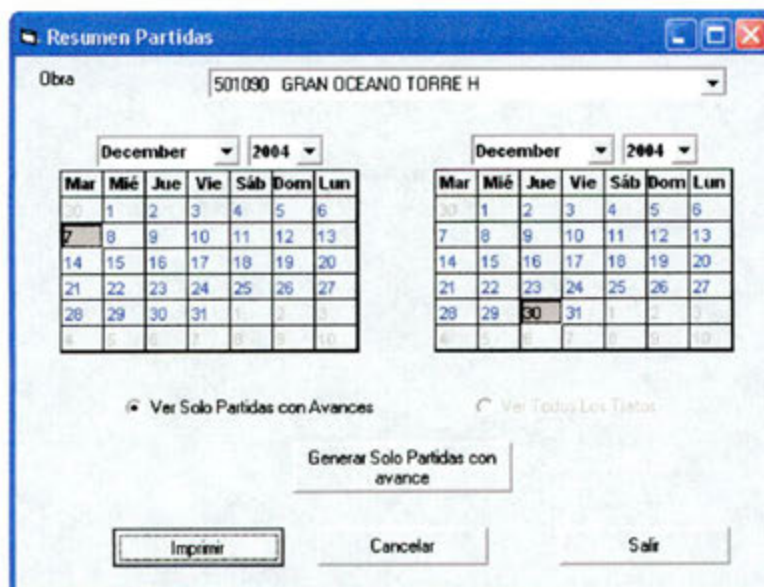 Resumen Partidas
Obra 501090 GRAN OCEANO TORRE H
December 2004 December 2004
Mar Mié Jue Vie Sáb Dom Lun Mar Mié Jue Vie Sáb Dom Lun
30 1 2 3 4 5 6 30 1 2 3 4 5 6
7 8 9 10 11 12 13 7 8 9 10 11 12 13
14 15 16 17 18 19 20 14 15 16 17 18 19 20
21 22 23 24 25 26 27 21 22 23 24 25 26 27
28 29 30 31 1 2 3 28 29 30 31 1 2 3
4 5 6 7 8 9 10 4 5 6 7 8 9 10
Ver Solo Partidas con Avances Ver Todos Los Tratos
Generar Solo Partidas con
avance
Imprimir Cancelar Salir